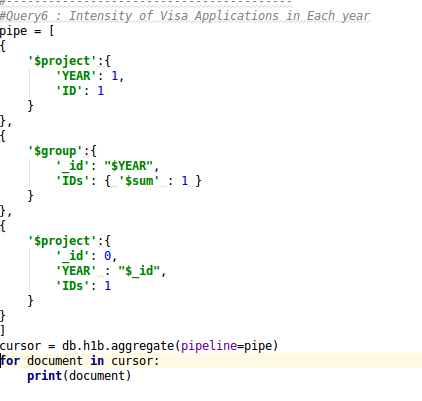 #-----------------------------------------
#Query6 : Intensity of Visa Applications in Each year
pipe = [
{
    '$project':{
        'YEAR': 1,
        'ID': 1
    }
},
{
    '$group':{
        '_id': "$YEAR",
        'IDs': { '$sum' : 1 }
    }
},
{
    '$project':{
        '_id': 0,
        'YEAR' : "$_id",
        'IDs': 1
    }
}
]
cursor = db.h1b.aggregate(pipeline=pipe)
for document in cursor:
    print(document)